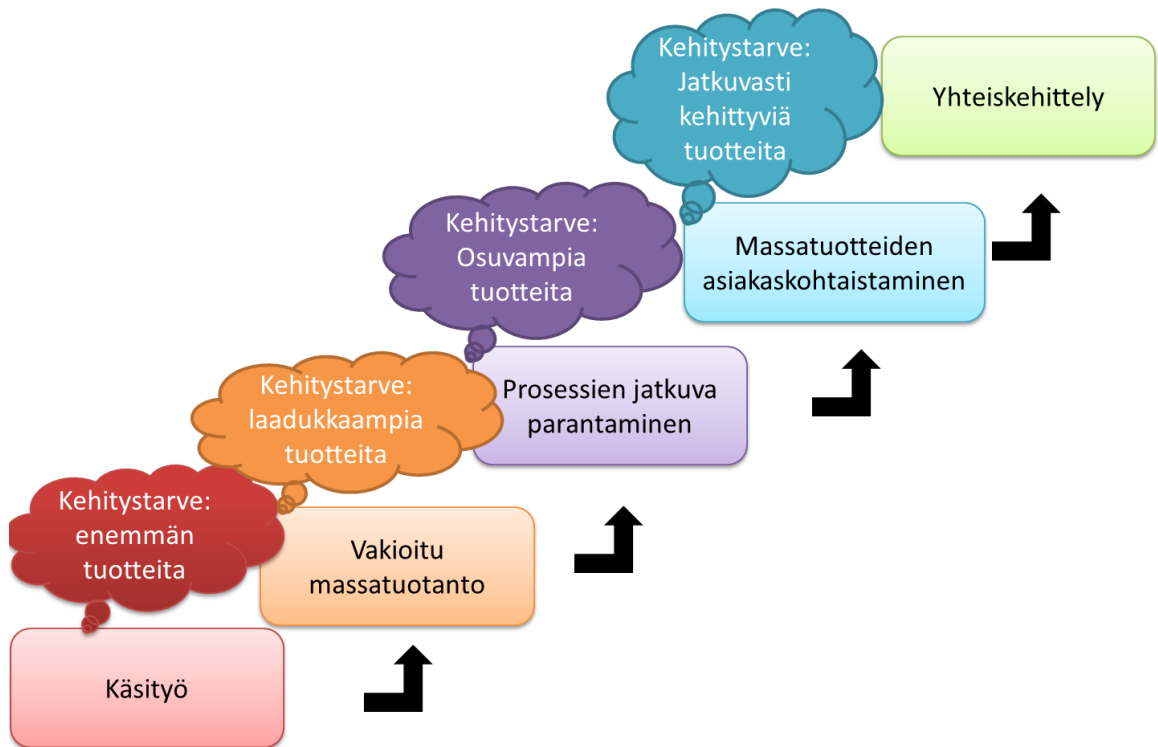 Kehitystarve:
Jatkuvasti
kehittyviä
tuotteita
Yhteiskehittely
Kehitystarve:
Osuvampia
tuotteita
Massatuotteiden
asiakaskohtaistaminen
Kehitystarve:
laadukkaampia
tuotteita
Prosessien jatkuva
parantaminen
Kehitystarve:
enemmän
tuotteita
Vakioitu
massatuotanto
Käsityö